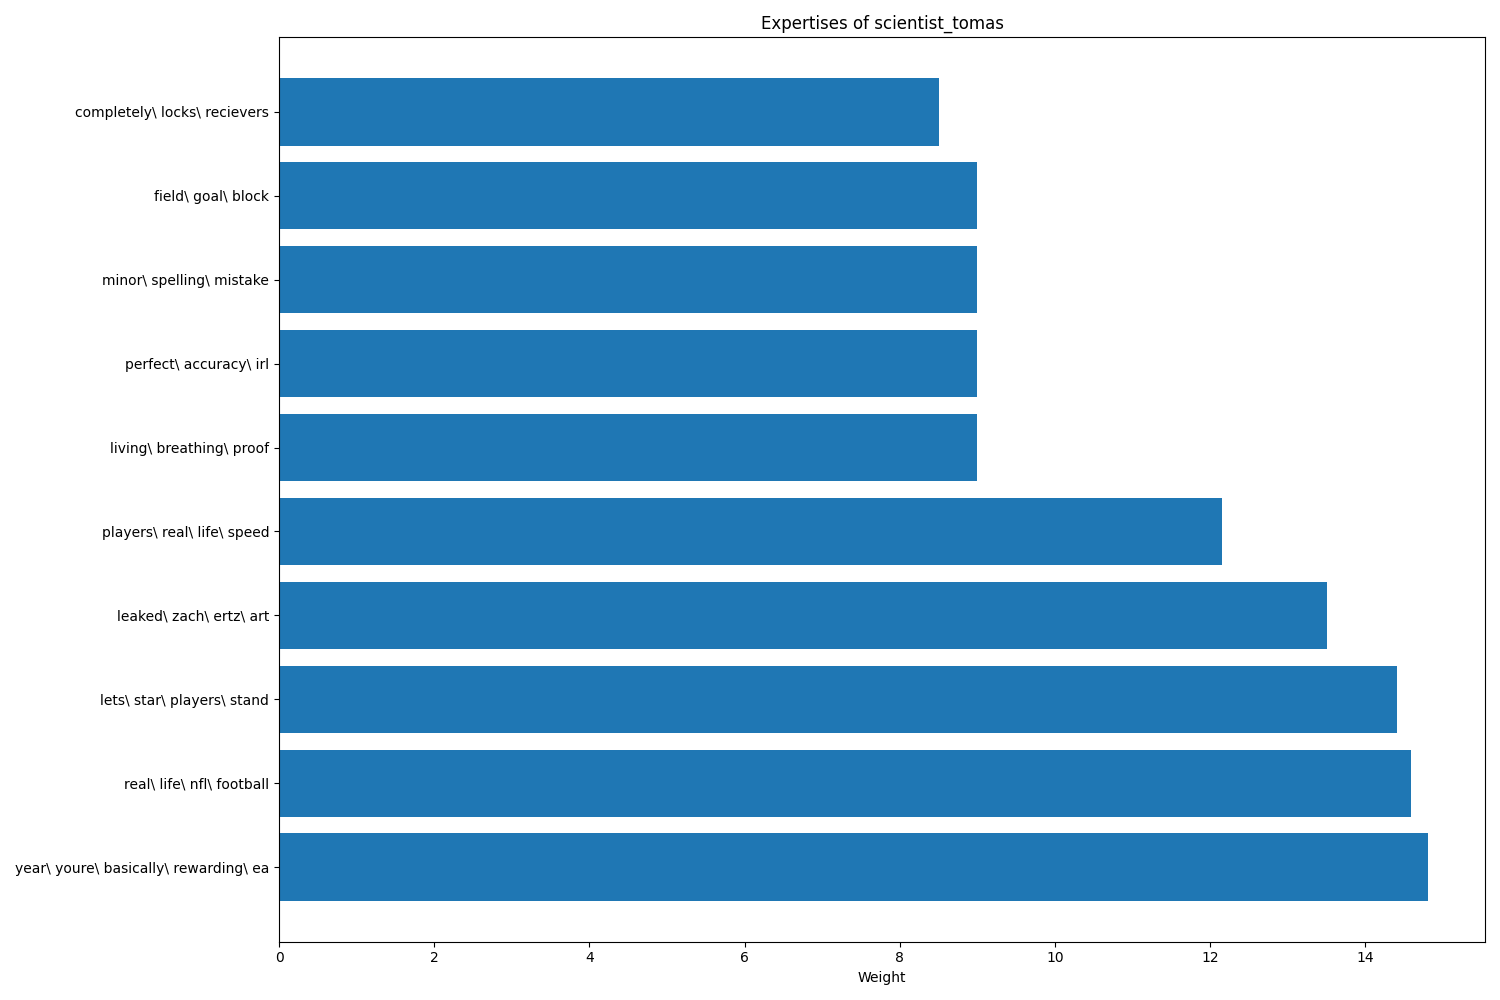 Expertises of scientist_tomas
completely\ locks\ recievers
field\ goal\ block
minor\ spelling\ mistake
perfect\ accuracy\ irl
living\ breathing\ proof
players\ real\ life\ speed
leaked\ zach\ ertz\ art
lets\ star\ players\ stand
real\ life\ nfl\ football
year\ youre\ basically\ rewarding\ ea
0 2 4 6 8 10 12 14
Weight